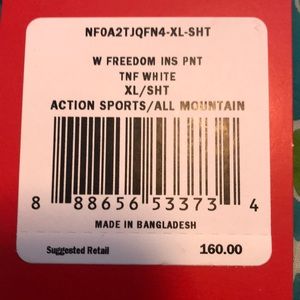 NF0A2TJQFN4-XL-SHT
W FREEDOM INS PNT
TNF WHITE
XL/SHT
ACTION SPORTS/ALL MOUNTAIN
8 88656 53373 4
MADE IN BANGLADESH
Suggested Retail 160.00